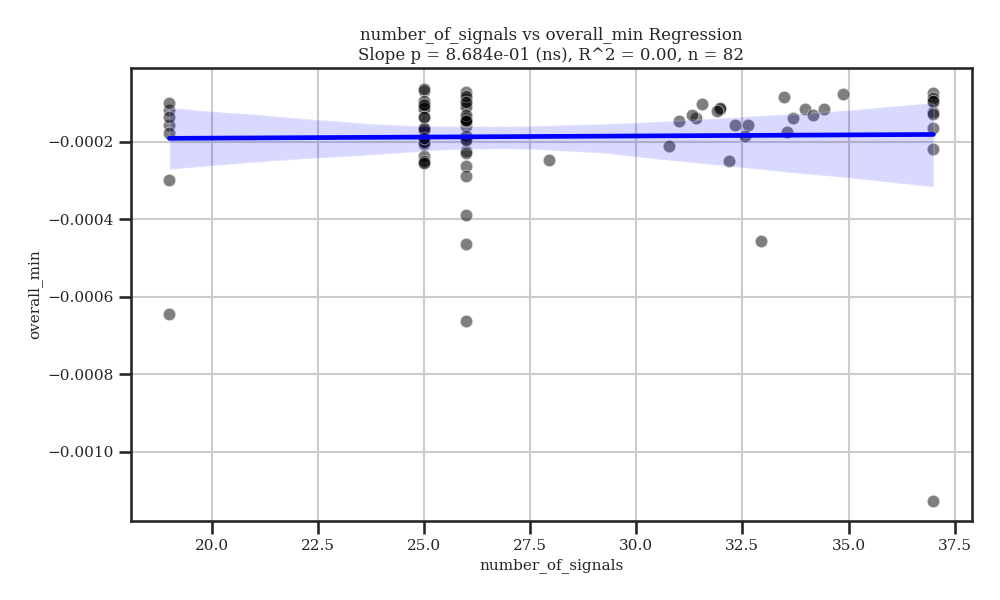 number_of_signals vs overall_min Regression
Slope p = 8.684e-01 (ns), R^2 = 0.00, n = 82
−0.0002
−0.0004
−0.0006
−0.0008
−0.0010
overall_min
20.0 22.5 25.0 27.5 30.0 32.5 35.0 37.5
number_of_signals